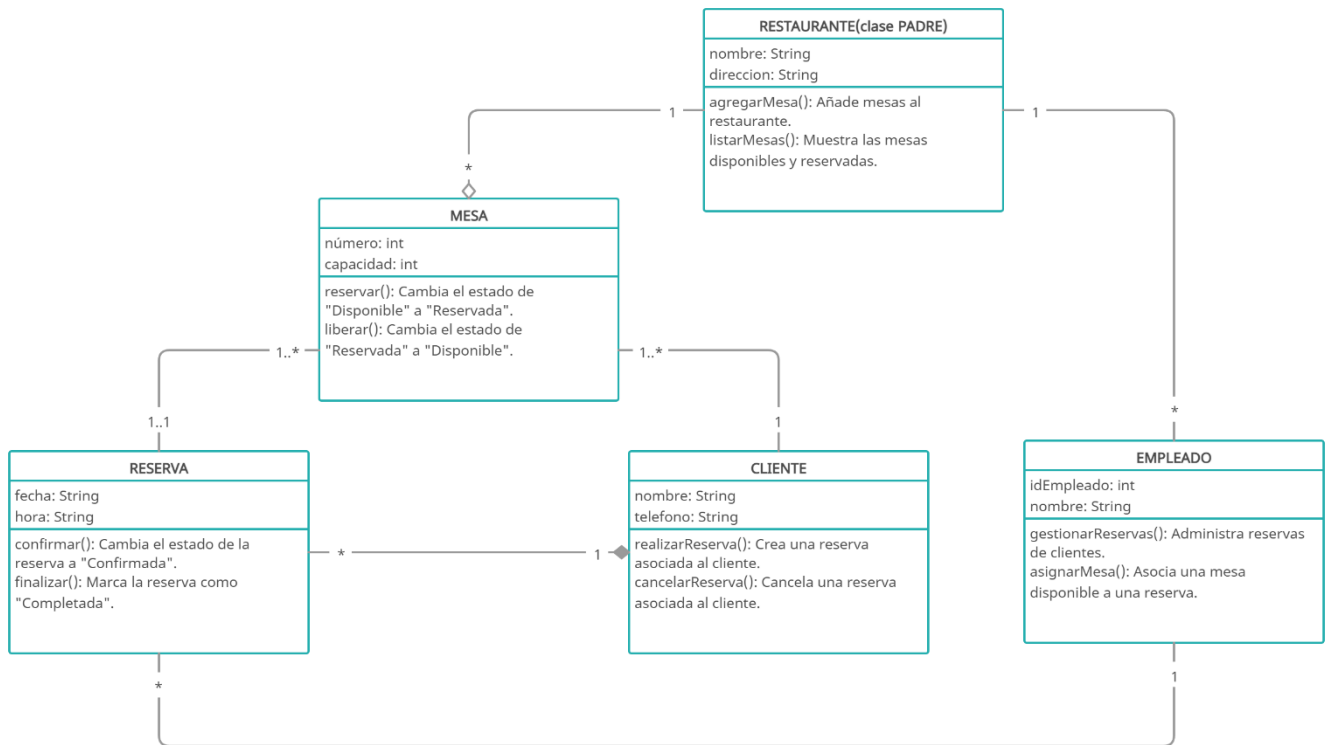 RESTAURANTE(clase PADRE)
nombre: String
direccion: String
agregarMesa(): Añade mesas al
restaurante.
listarMesas(): Muestra las mesas
disponibles y reservadas.
1
1
*
MESA
número: int
capacidad: int
reservar(): Cambia el estado de
"Disponible" a "Reservada".
liberar(): Cambia el estado de
"Reservada" a "Disponible".
1..*
1..*
1..1
1
*
RESERVA
fecha: String
hora: String
confirmar(): Cambia el estado de la
reserva a "Confirmada".
finalizar(): Marca la reserva como
"Completada".
*
1
CLIENTE
nombre: String
telefono: String
realizarReserva(): Crea una reserva
asociada al cliente.
cancelarReserva(): Cancela una reserva
asociada al cliente.
EMPLEADO
idEmpleado: int
nombre: String
gestionarReservas(): Administra reservas
de clientes.
asignarMesa(): Asocia una mesa
disponible a una reserva.
*
1